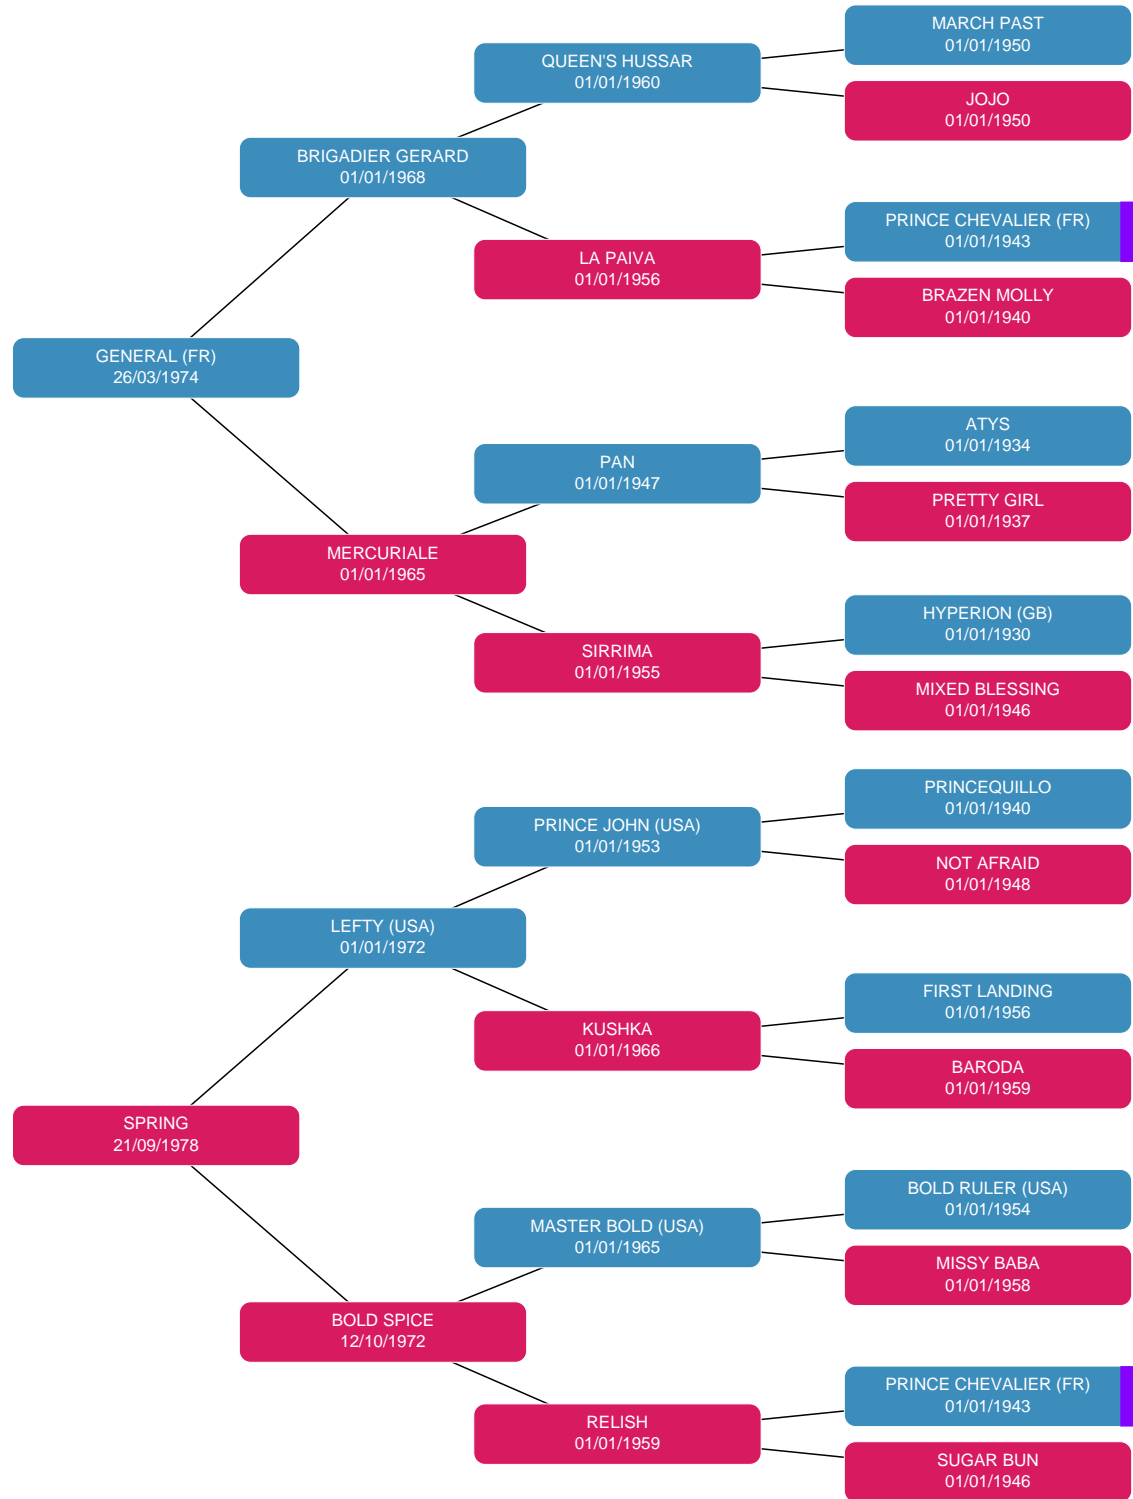 MARCH PAST
01/01/1950
QUEEN'S HUSSAR
01/01/1960
JOJO
01/01/1950
BRIGADIER GERARD
01/01/1968
PRINCE CHEVALIER (FR)
01/01/1943
LA PAIVA
01/01/1956
BRAZEN MOLLY
01/01/1940
GENERAL (FR)
26/03/1974
ATYS
01/01/1934
PAN
01/01/1947
PRETTY GIRL
01/01/1937
MERCURIALE
01/01/1965
HYPERION (GB)
01/01/1930
SIRRIMA
01/01/1955
MIXED BLESSING
01/01/1946
PRINCEQUILLO
01/01/1940
PRINCE JOHN (USA)
01/01/1953
NOT AFRAID
01/01/1948
LEFTY (USA)
01/01/1972
FIRST LANDING
01/01/1956
KUSHKA
01/01/1966
BARODA
01/01/1959
SPRING
21/09/1978
BOLD RULER (USA)
01/01/1954
MASTER BOLD (USA)
01/01/1965
MISSY BABA
01/01/1958
BOLD SPICE
12/10/1972
PRINCE CHEVALIER (FR)
01/01/1943
RELISH
01/01/1959
SUGAR BUN
01/01/1946